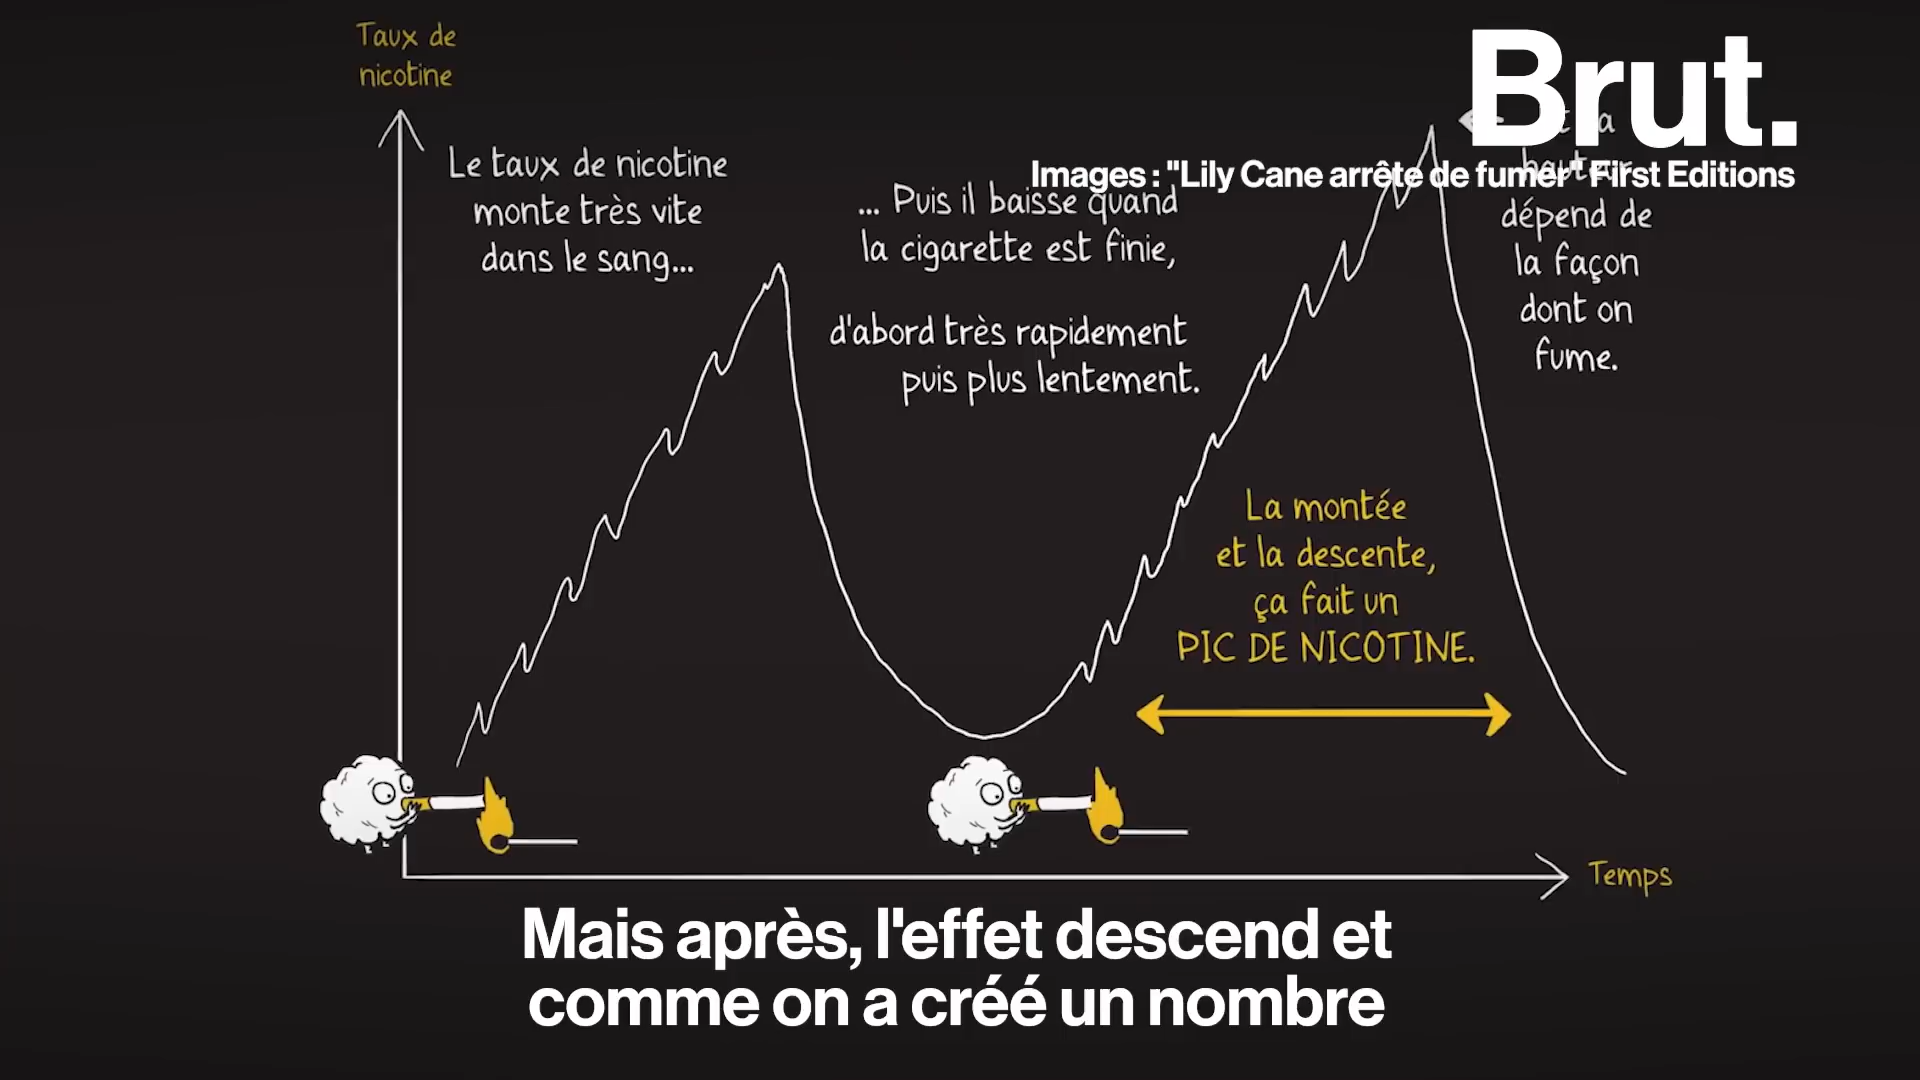 Taux de
nicotine
Brut.
Images : "Lily Cane arrête de fumer" First Editions
Le taux de nicotine
monte très vite
dans le sang...
... Puis il baisse quand
la cigarette est finie,
d'abord très rapidement
puis plus lentement.
dépend de
la façon
dont on
fume.
La montée
et la descente,
ça fait un
PIC DE NICOTINE.
Temps
Mais après, l'effet descend et
comme on a créé un nombre